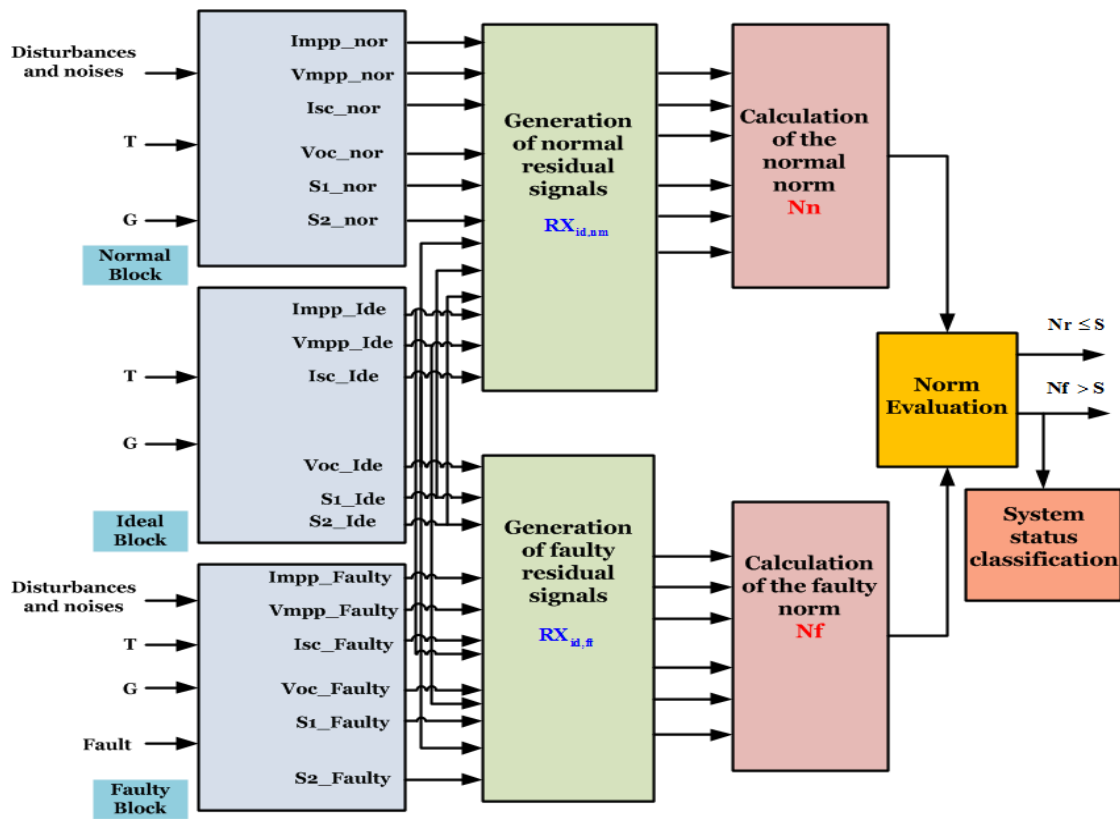 Disturbances
and noises
T
G
Normal
Block
Impp_nor
Vmpp_nor
Isc_nor
Voc_nor
S1_nor
S2_nor
Generation
of normal
residual
signals
RXid,nm
Calculation
of the
normal
norm
Nn
T
G
Ideal
Block
Impp_Ide
Vmpp_Ide
Isc_Ide
Voc_Ide
S1_Ide
S2_Ide
Norm
Evaluation
Nr ≤ S
Nf > S
System
status
classification
Disturbances
and noises
T
G
Fault
Faulty
Block
Impp_Faulty
Vmpp_Faulty
Isc_Faulty
Voc_Faulty
S1_Faulty
S2_Faulty
Generation
of faulty
residual
signals
RXid,ff
Calculation
of the faulty
norm
Nf